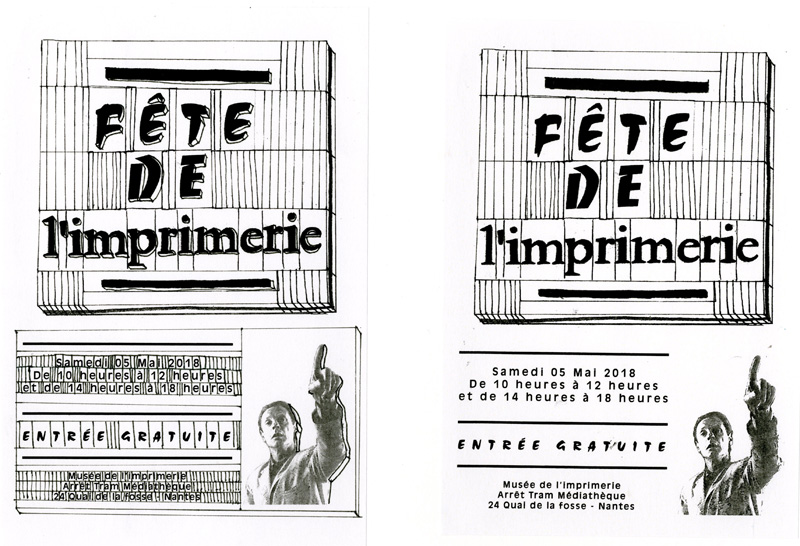 FÊTE
DE
l'imprimerie
Samedi 05 Mai 2018
De 10 heures à 12 heures
et de 14 heures à 18 heures
ENTRÉE GRATUITE
Musée de l'imprimerie
Arrêt Tram Médiathèque
24 Quai de la fosse - Nantes
FÊTE
DE
l'imprimerie
Samedi 05 Mai 2018
De 10 heures à 12 heures
et de 14 heures à 18 heures
ENTRÉE GRATUITE
Musée de l'imprimerie
Arrêt Tram Médiathèque
24 Quai de la fosse - Nantes